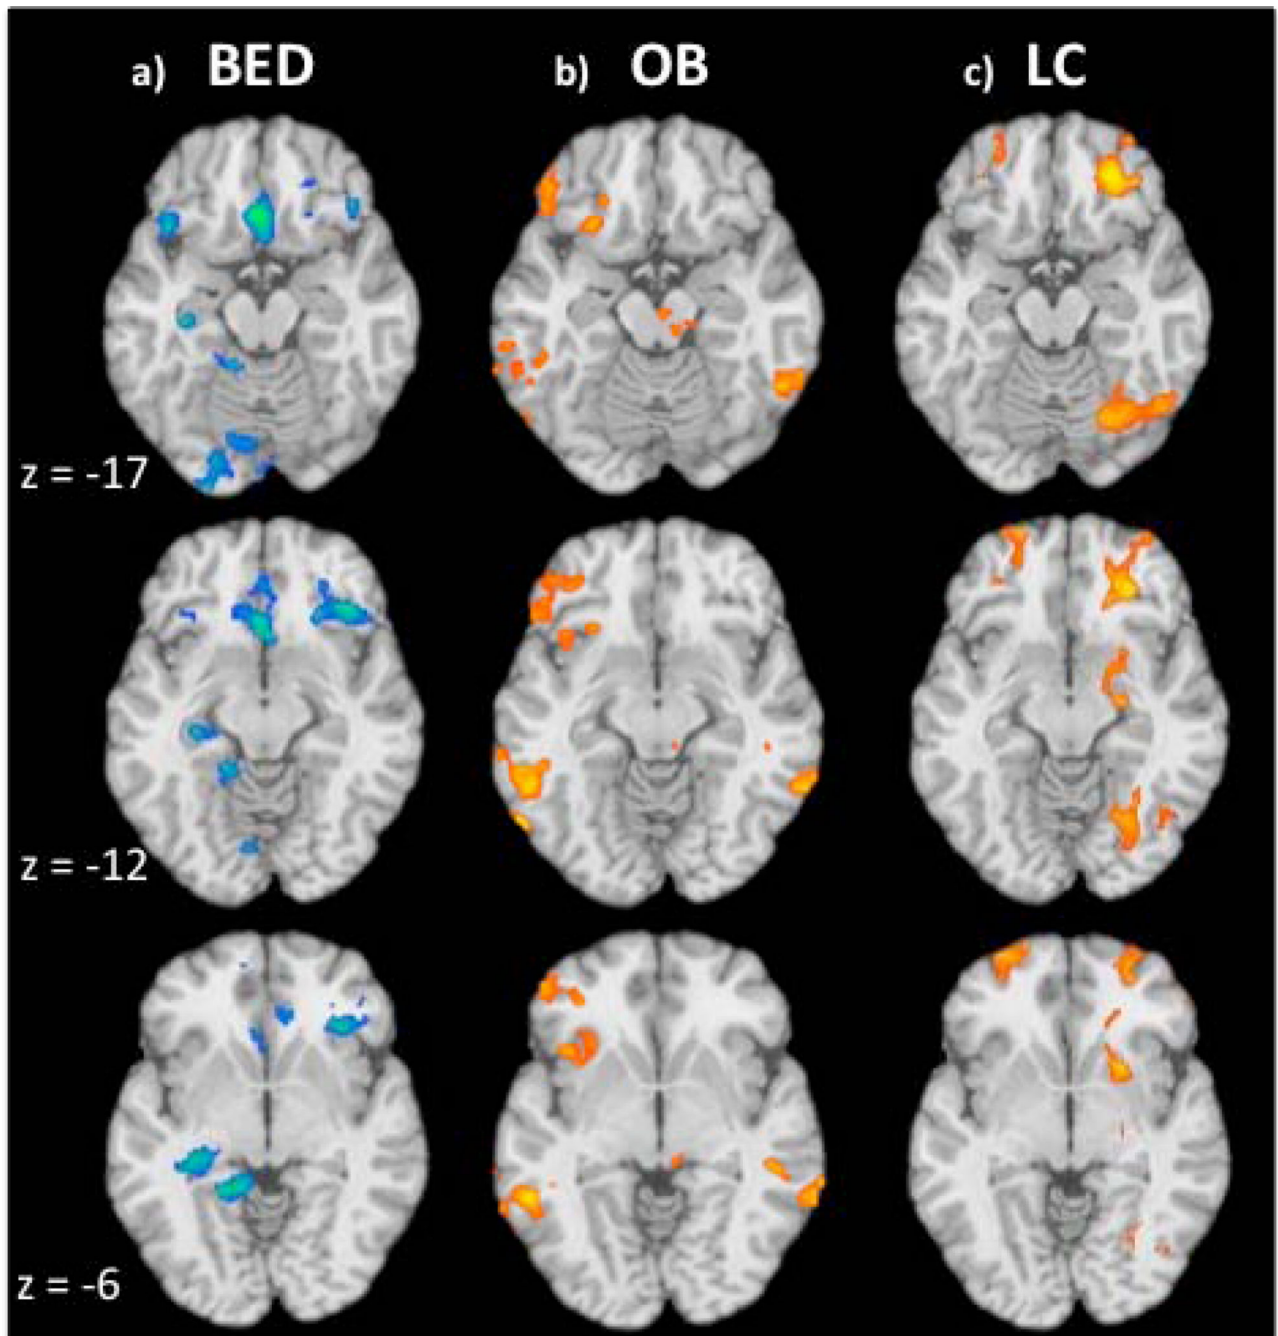 a) BED b) OB c) LC
z = -17
z = -12
z = -6